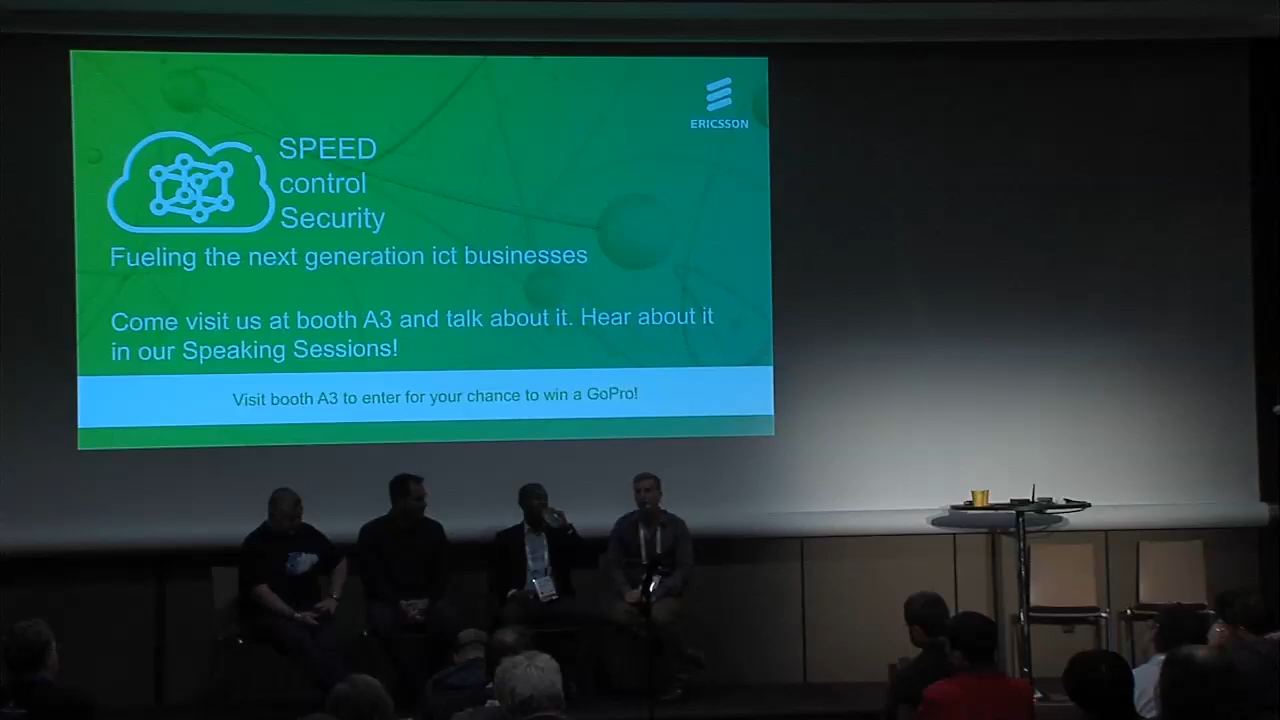 ERICSSON
SPEED
control
Security
Fueling the next generation ict businesses
Come visit us at booth A3 and talk about it. Hear about it
in our Speaking Sessions!
Visit booth A3 to enter for your chance to win a GoPro!